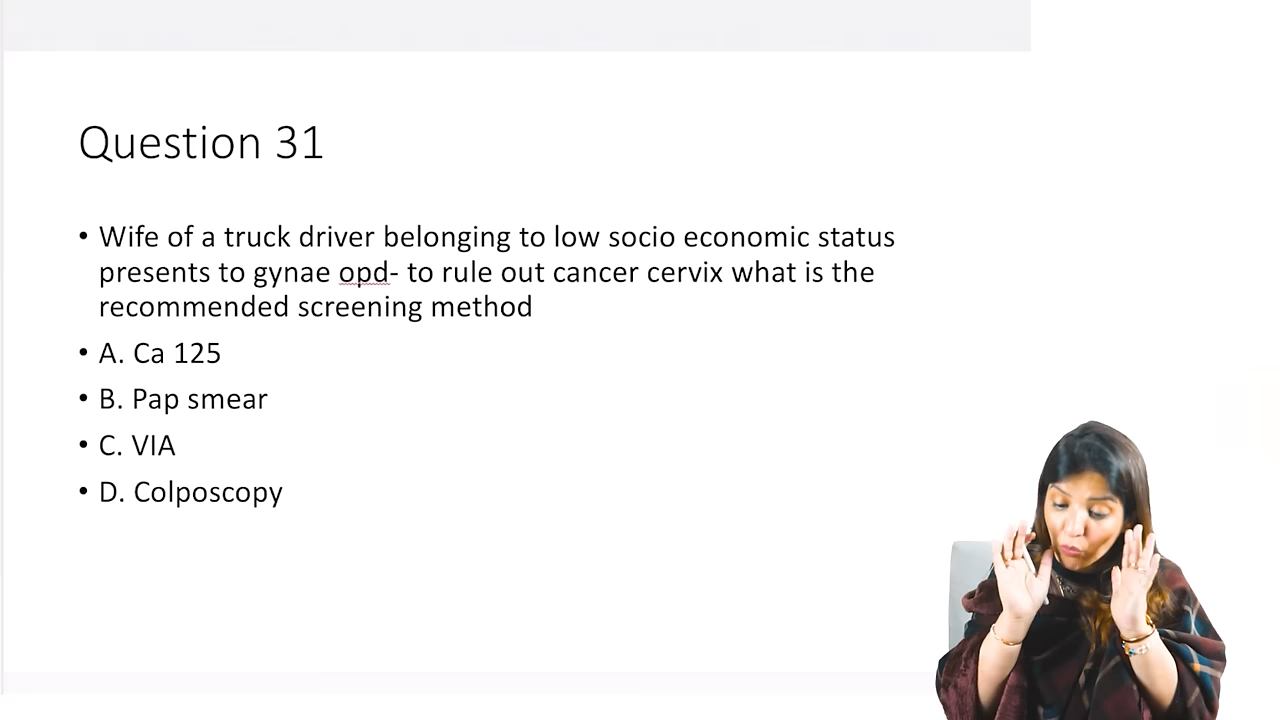 Question 31
• Wife of a truck driver belonging to low socio economic status
presents to gynae opd- to rule out cancer cervix what is the
recommended screening method
• A. Ca 125
• B. Pap smear
• C. VIA
• D. Colposcopy